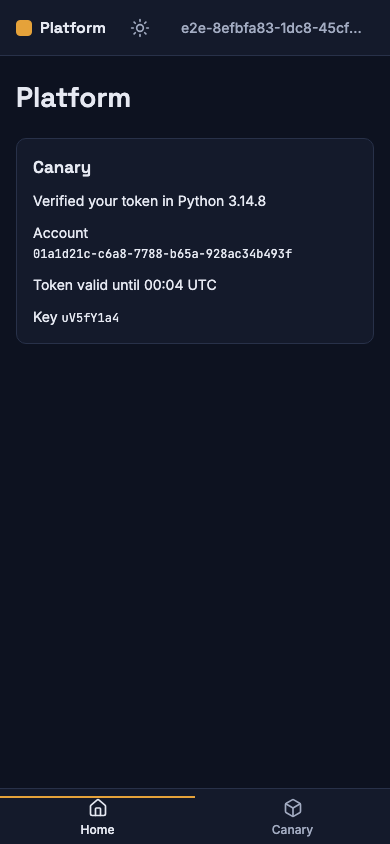 Platform
e2e-8efbfa83-1dc8-45cf...
Platform
Canary
Verified your token in Python 3.14.8
Account
01a1d21c-c6a8-7788-b65a-928ac34b493f
Token valid until 00:04 UTC
Key uV5fY1a4
Home
Canary